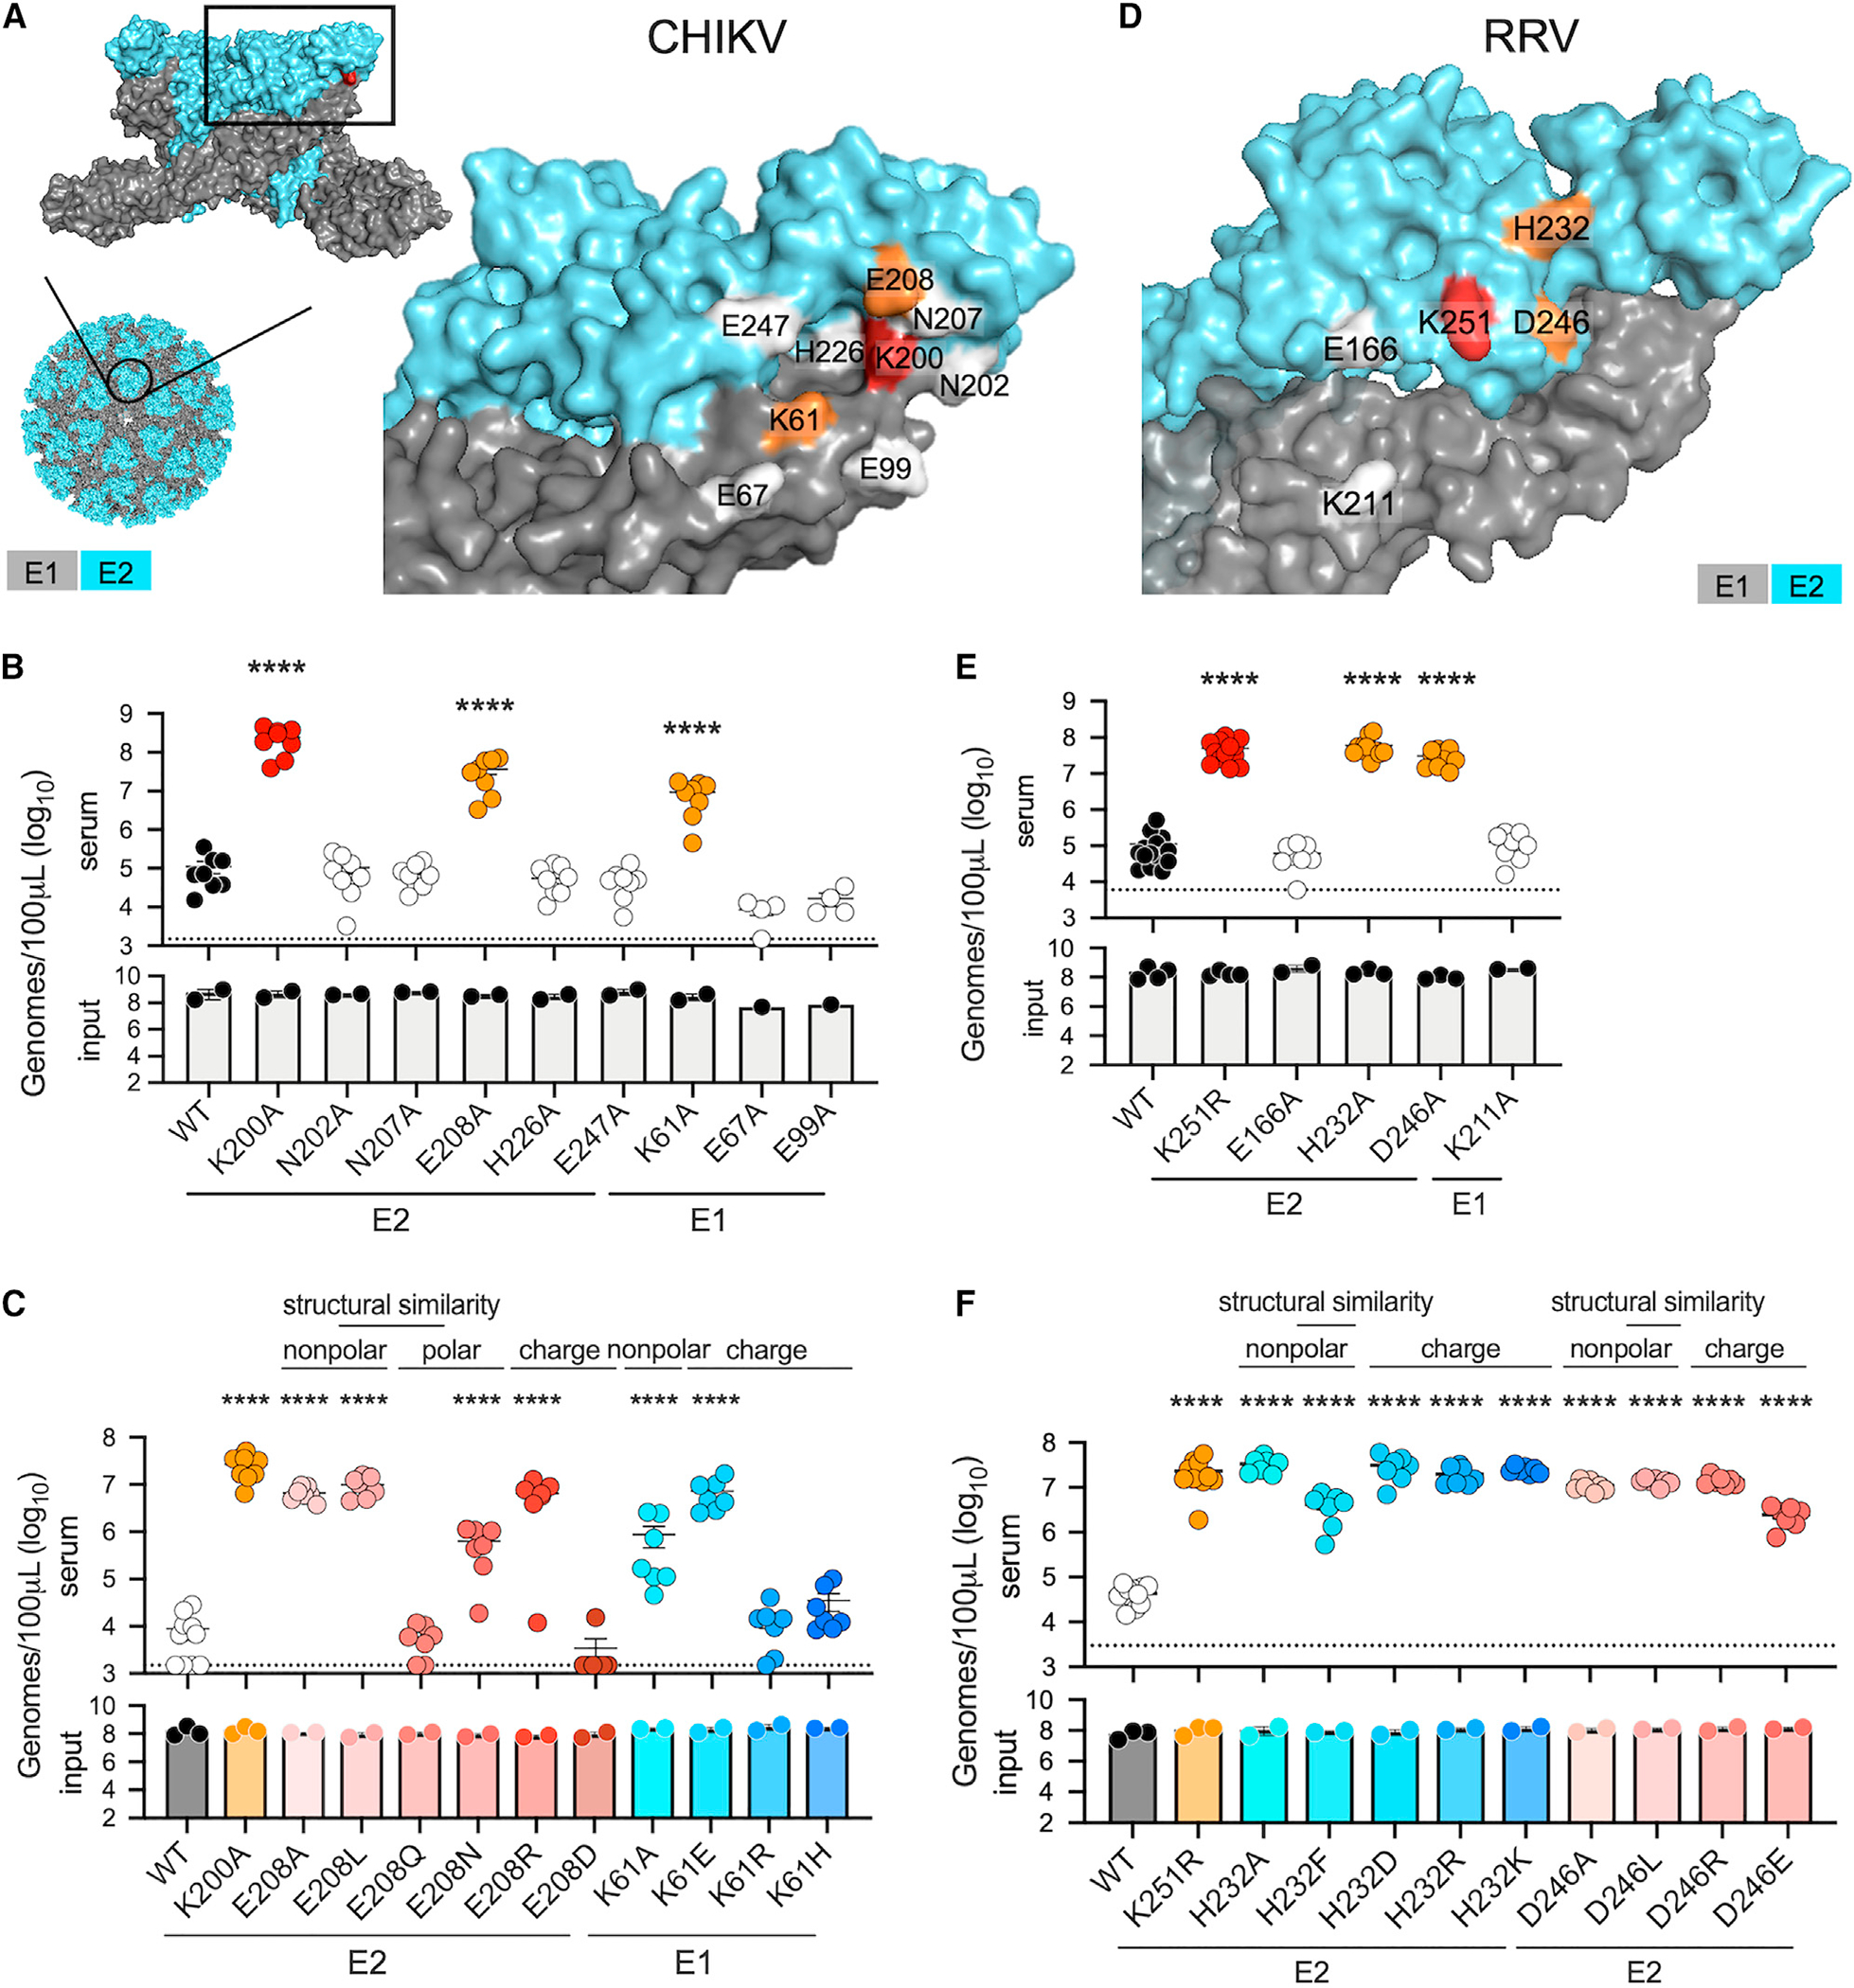 A
CHIKV
E208
N207
E247
H226
K200
N202
K61
E99
E67
E1
E2
D
RRV
H232
K251
D246
E166
K211
E1
E2
B
****
****
****
Genomes/100µL (log10)
serum
input
9
8
7
6
5
4
3
10
8
6
4
2
WT
K200A
N202A
N207A
E208A
H226A
E247A
K61A
E67A
E99A
E2
E1
E
****
****
****
Genomes/100µL (log10)
serum
input
9
8
7
6
5
4
3
10
8
6
4
2
WT
K251R
E166A
H232A
D246A
K211A
E2
E1
C
structural similarity
nonpolar
polar
charge
nonpolar
charge
**** **** **** **** **** **** ****
Genomes/100µL (log10)
serum
input
8
7
6
5
4
3
10
8
6
4
2
WT
K200A
E208A
E208L
E208Q
E208N
E208R
E208D
K61A
K61E
K61R
K61H
E2
E1
F
structural similarity
structural similarity
nonpolar
charge
nonpolar
charge
**** **** **** **** **** **** **** **** **** ****
Genomes/100µL (log10)
serum
input
8
7
6
5
4
3
10
8
6
4
2
WT
K251R
H232A
H232F
H232D
H232R
H232K
D246A
D246L
D246R
D246E
E2
E2